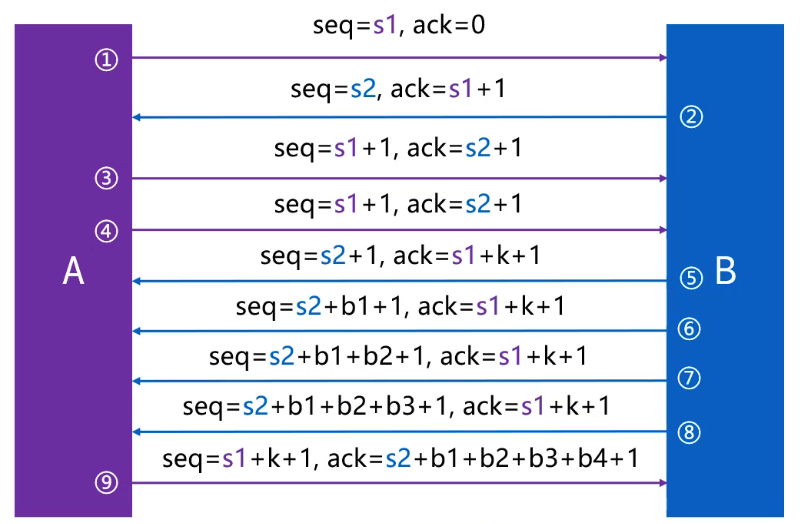 seq=s1, ack=0
①
seq=s2, ack=s1+1
②
seq=s1+1, ack=s2+1
③
seq=s1+1, ack=s2+1
④
seq=s2+1, ack=s1+k+1
A
⑤
B
seq=s2+b1+1, ack=s1+k+1
⑥
seq=s2+b1+b2+1, ack=s1+k+1
⑦
seq=s2+b1+b2+b3+1, ack=s1+k+1
⑧
seq=s1+k+1, ack=s2+b1+b2+b3+b4+1
⑨